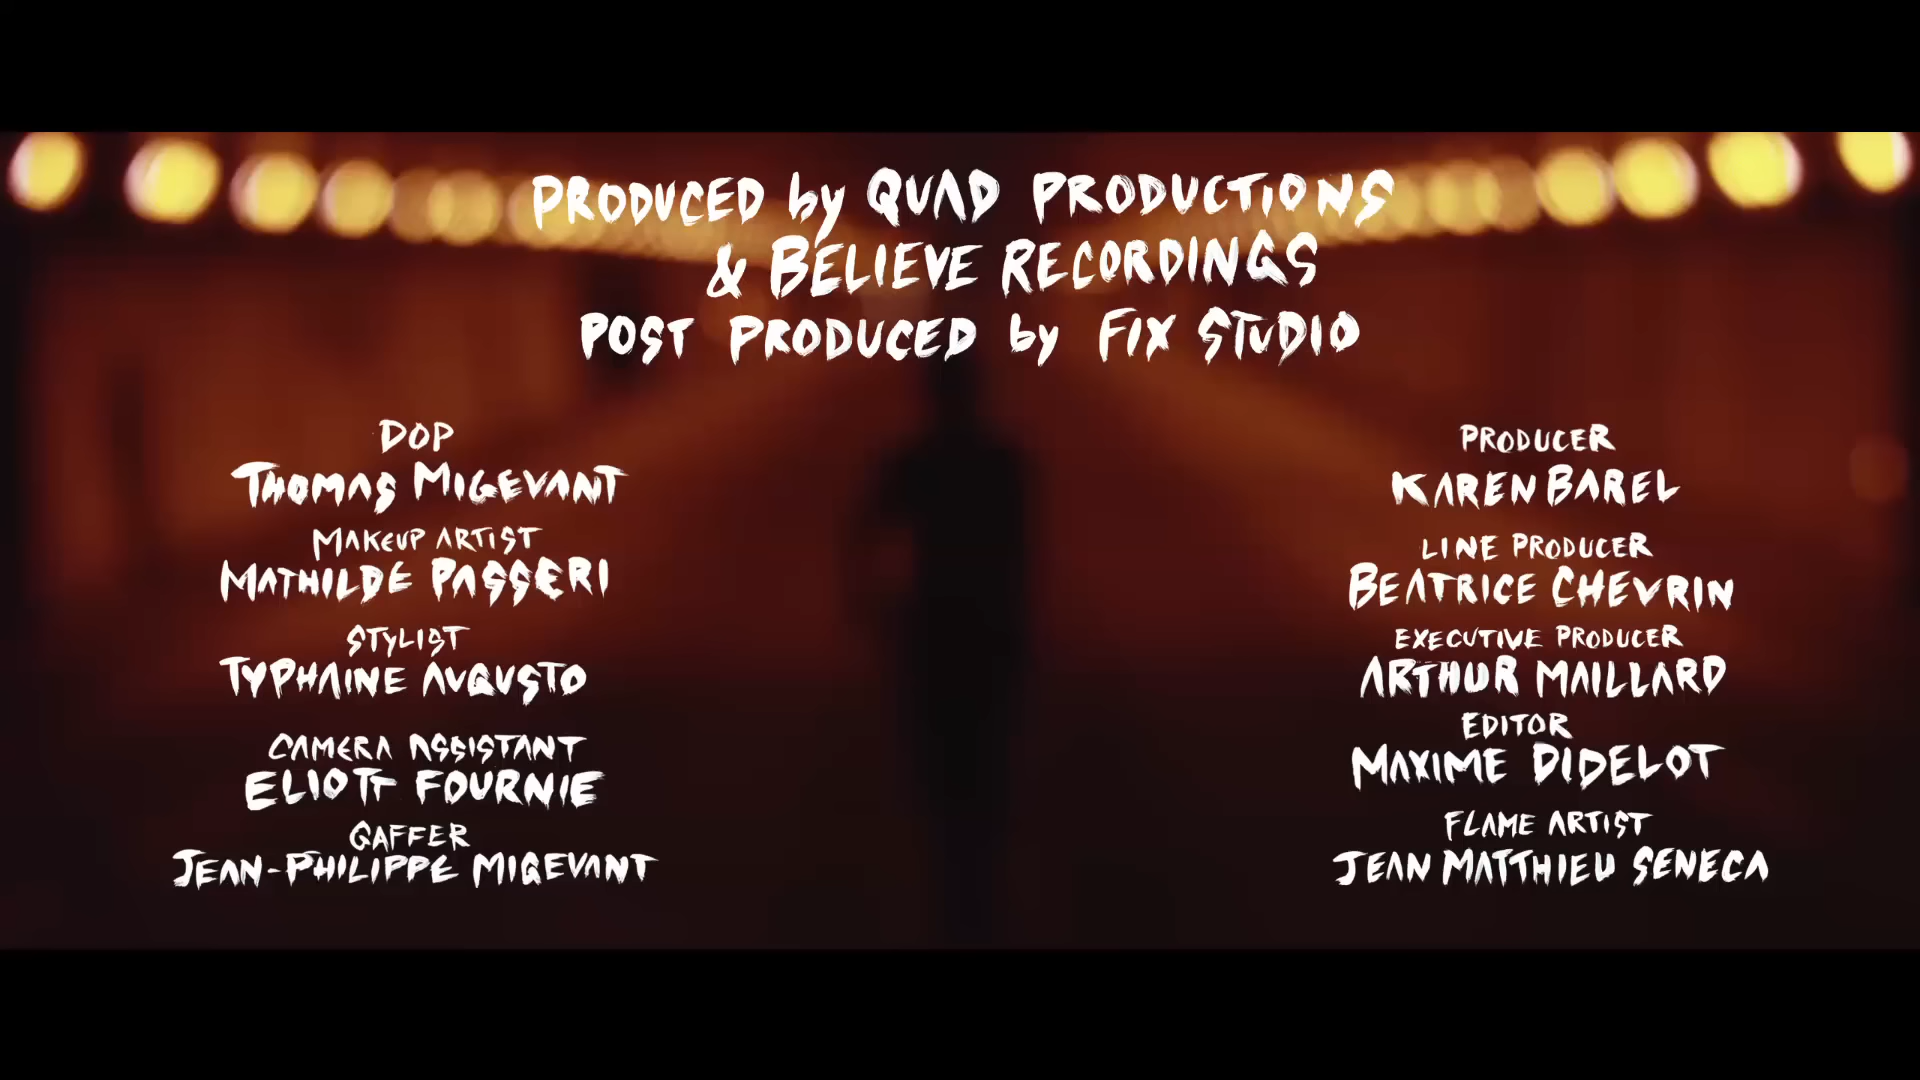 PRODUCED by QUAD PRODUCTIONS
& BELIEVE RECORDINGS
POST PRODUCED by FIX STUDIO
DOP
THOMAS MIGEVANT
MAKEUP ARTIST
MATHILDE PASSERI
STYLIST
TYPHAINE AUGUSTO
CAMERA ASSISTANT
ELIOTT FOURNIE
GAFFER
JEAN-PHILIPPE MIGEVANT
PRODUCER
KAREN BAREL
LINE PRODUCER
BEATRICE CHEVRIN
EXECUTIVE PRODUCER
ARTHUR MAILLARD
EDITOR
MAXIME DIDELOT
FLAME ARTIST
JEAN MATTHIEU SENECA